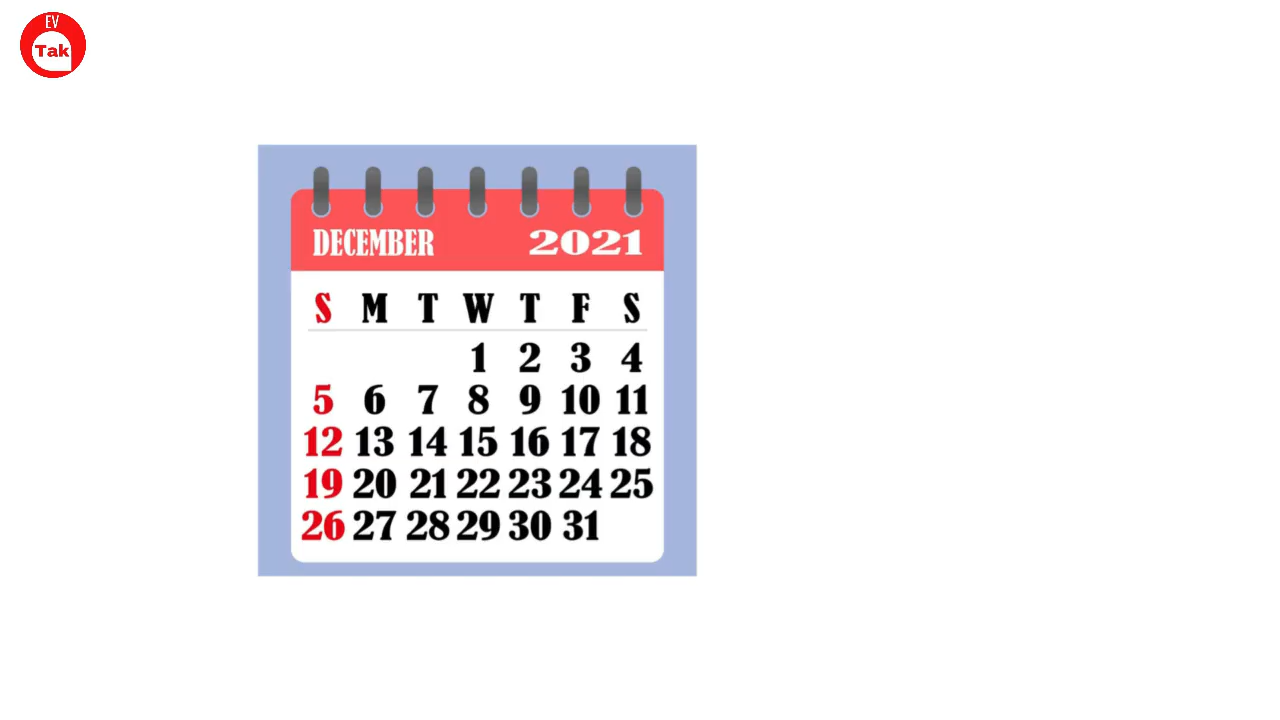 EV
Tak
DECEMBER 2021
S M T W T F S
1 2 3 4
5 6 7 8 9 10 11
12 13 14 15 16 17 18
19 20 21 22 23 24 25
26 27 28 29 30 31